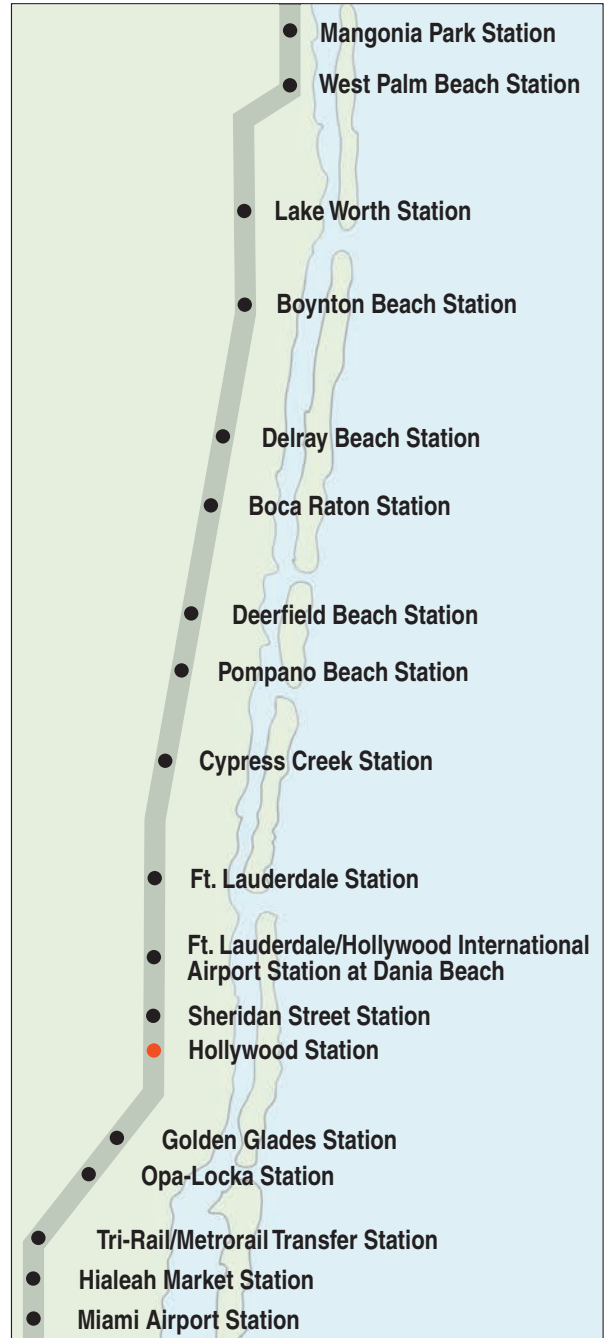 Mangonia Park Station
West Palm Beach Station
Lake Worth Station
Boynton Beach Station
Delray Beach Station
Boca Raton Station
Deerfield Beach Station
Pompano Beach Station
Cypress Creek Station
Ft. Lauderdale Station
Ft. Lauderdale/Hollywood International
Airport Station at Dania Beach
Sheridan Street Station
Hollywood Station
Golden Glades Station
Opa-Locka Station
Tri-Rail/Metrorail Transfer Station
Hialeah Market Station
Miami Airport Station